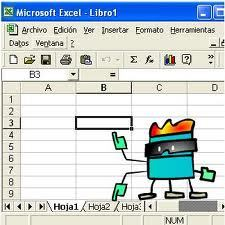 Microsoft Excel - Libro1
Archivo Edición Ver Insertar Formato Herramientas
Datos Ventana ?
B3 =
A B C D
1
2
3
4
5
6
7
8
9
Hoja1 Hoja2 Hoja3
NUM